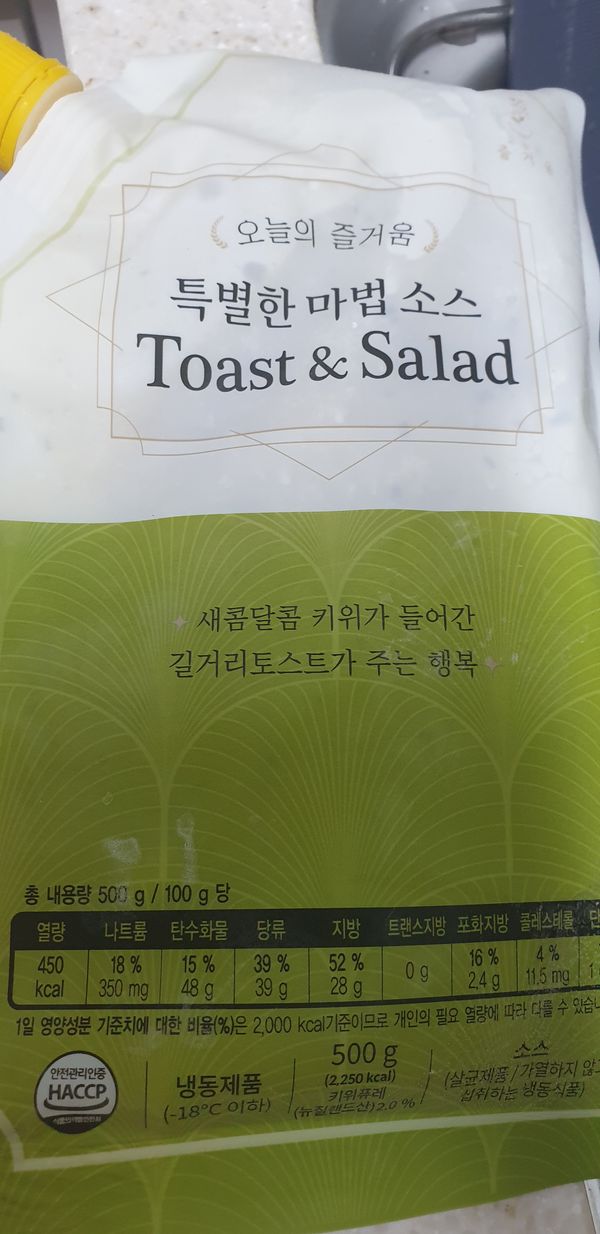 오늘의 즐거움
특별한 마법 소스
Toast & Salad
새콤달콤 키위가 들어간
길거리토스트가 주는 행복
총 내용량 500 g / 100 g 당
열량 나트륨 탄수화물 당류 지방 트랜스지방 포화지방 콜레스테롤 단
450 18 % 15 % 39 % 52 % 0 g 16 % 4 %
kcal 350 mg 48 g 39 g 28 g 2,4 g 11.5 mg
1일 영양성분 기준치에 대한 비율(%)은 2,000 kcal기준이므로 개인의 필요 열량에 따라 다를 수 있습니
안전관리인증
HACCP
냉동제품
(-18℃ 이하)
500 g
(2,250 kcal)
키위퓨레
(뉴질랜드산)2.0 %
소스
(살균제품/가열하지 않고
섭취하는 냉동식품)